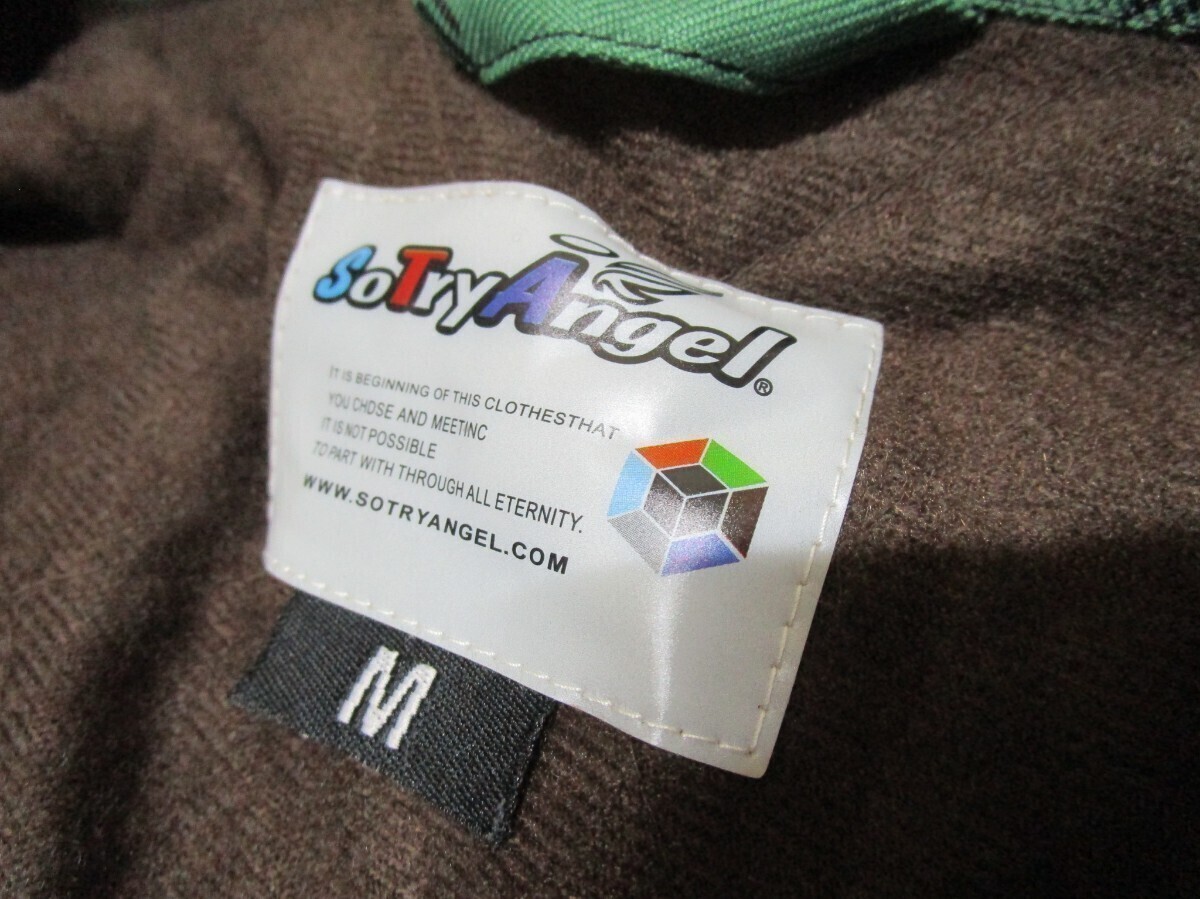 SoTryAngel®
IT IS BEGINNING OF THIS CLOTHESTHAT
YOU CHDSE AND MEETINC
IT IS NOT POSSIBLE
TO PART WITH THROUGH ALL ETERNITY.
WWW.SOTRYANGEL.COM
M